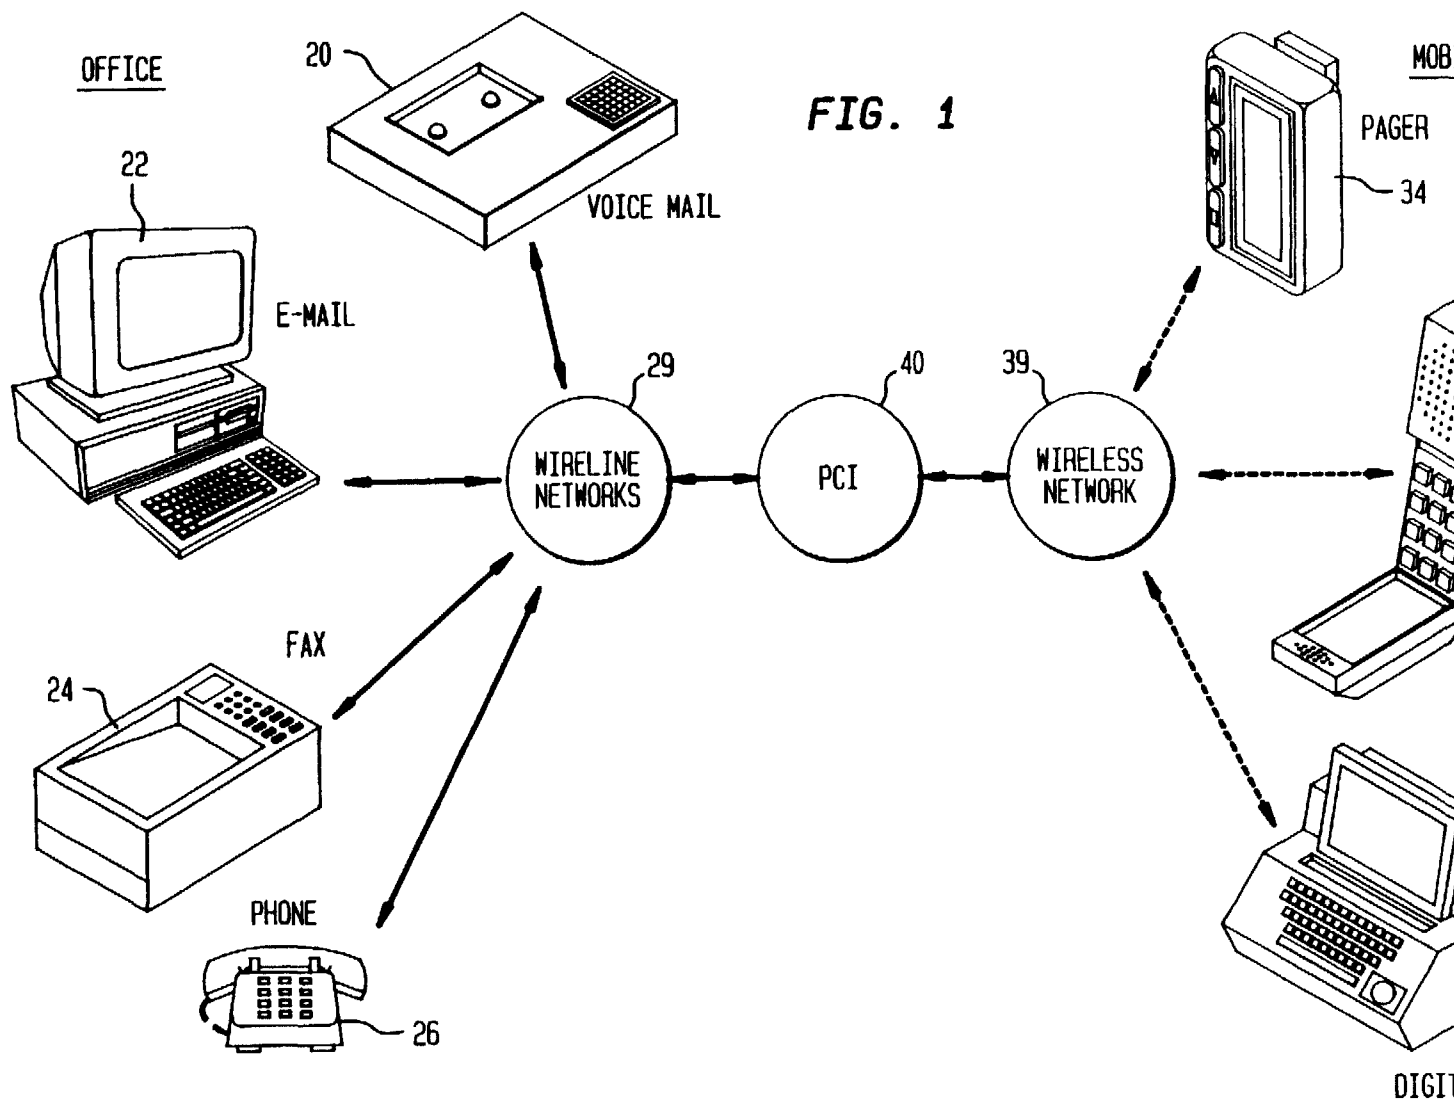 OFFICE
20
FIG. 1
MOB
PAGER
34
22
VOICE MAIL
E-MAIL
29
40
39
WIRELINE
NETWORKS
PCI
WIRELESS
NETWORK
FAX
24
PHONE
26
DIGIT